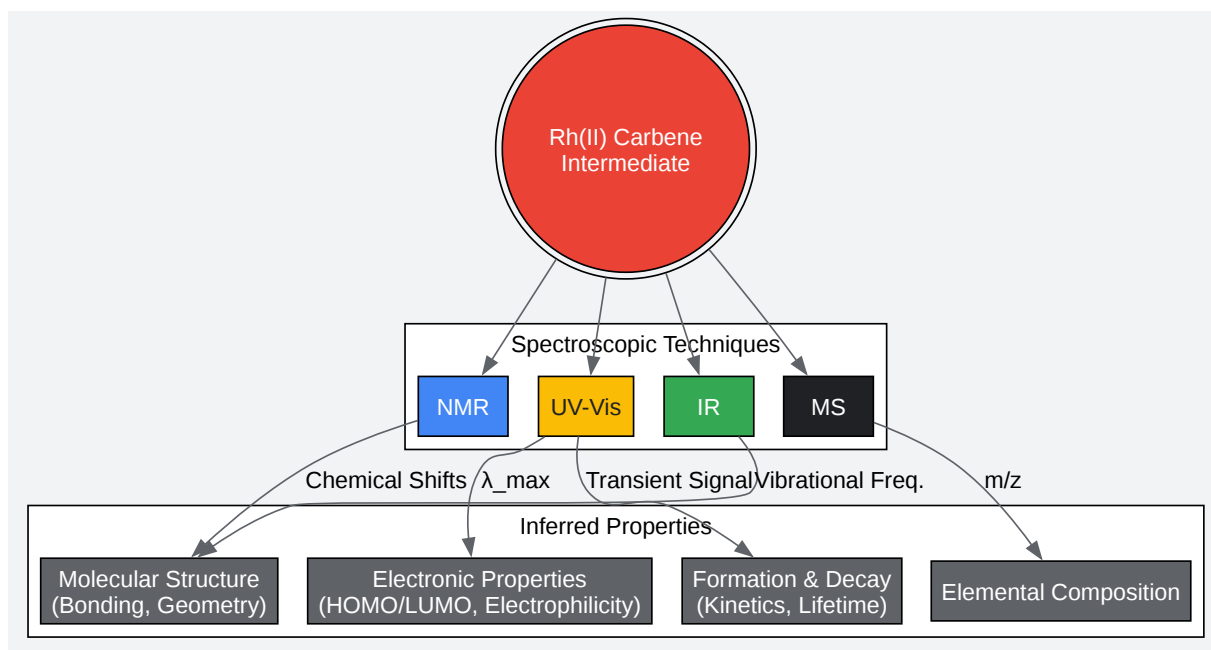 Rh(II) Carbene
Intermediate
Spectroscopic Techniques
NMR
UV-Vis
IR
MS
Chemical Shifts
λ_max
Transient Signal
Vibrational Freq.
m/z
Inferred Properties
Molecular Structure
(Bonding, Geometry)
Electronic Properties
(HOMO/LUMO, Electrophilicity)
Formation & Decay
(Kinetics, Lifetime)
Elemental Composition